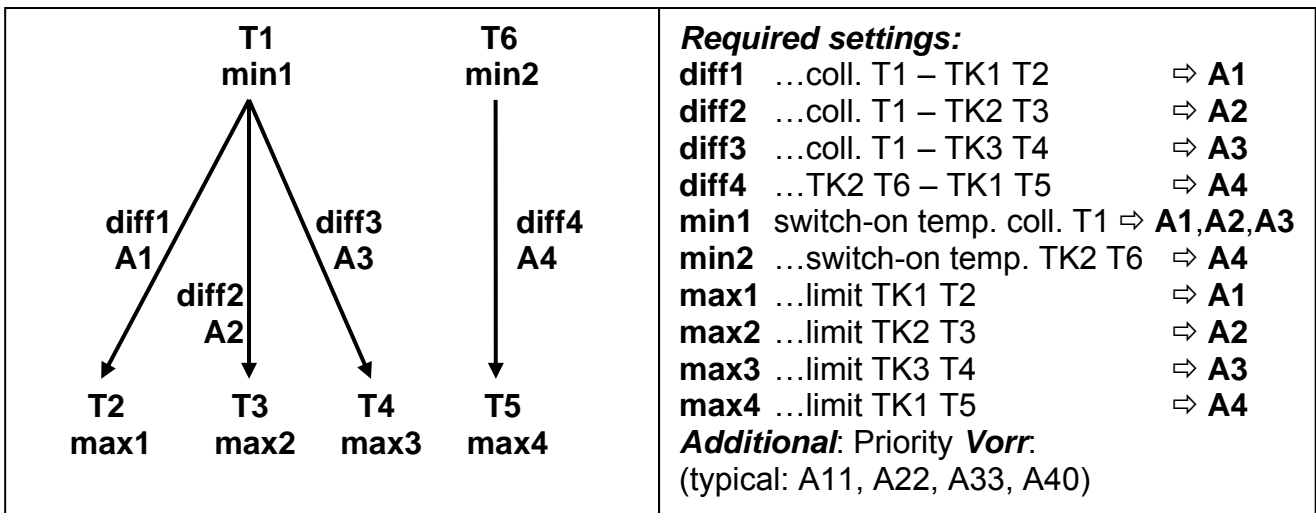 T1 T6
min1 min2
diff1 diff3 diff4
A1 A3 A4
diff2
A2
T2 T3 T4 T5
max1 max2 max3 max4
Required settings:
diff1 …coll. T1 – TK1 T2 ⇨ A1
diff2 …coll. T1 – TK2 T3 ⇨ A2
diff3 …coll. T1 – TK3 T4 ⇨ A3
diff4 …TK2 T6 – TK1 T5 ⇨ A4
min1 switch-on temp. coll. T1 ⇨ A1,A2,A3
min2 …switch-on temp. TK2 T6 ⇨ A4
max1 …limit TK1 T2 ⇨ A1
max2 …limit TK2 T3 ⇨ A2
max3 …limit TK3 T4 ⇨ A3
max4 …limit TK1 T5 ⇨ A4
Additional: Priority Vorr:
(typical: A11, A22, A33, A40)